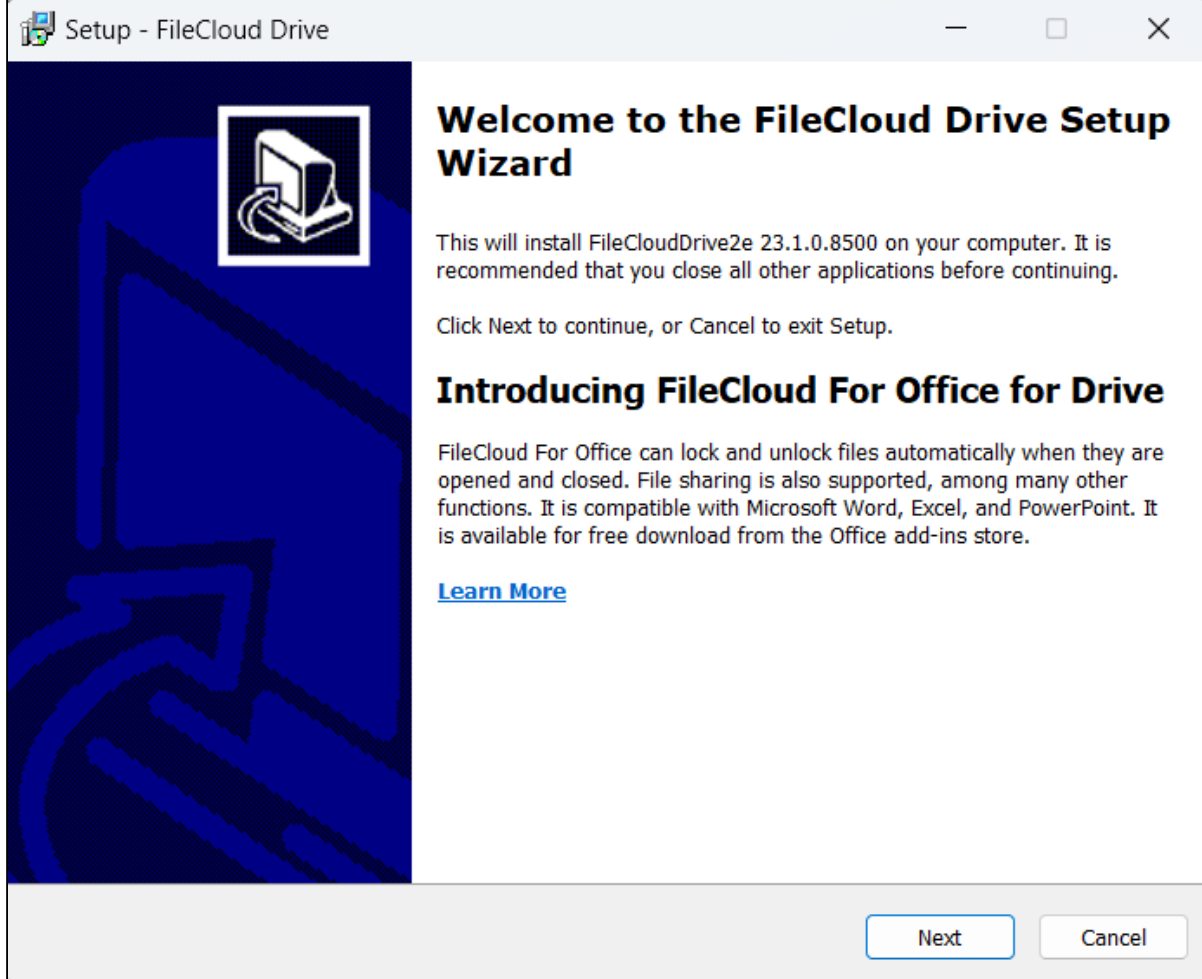 Setup - FileCloud Drive
Welcome to the FileCloud Drive Setup
Wizard
This will install FileCloudDrive2e 23.1.0.8500 on your computer. It is
recommended that you close all other applications before continuing.
Click Next to continue, or Cancel to exit Setup.
Introducing FileCloud For Office for Drive
FileCloud For Office can lock and unlock files automatically when they are
opened and closed. File sharing is also supported, among many other
functions. It is compatible with Microsoft Word, Excel, and PowerPoint. It
is available for free download from the Office add-ins store.
Learn More
Next
Cancel